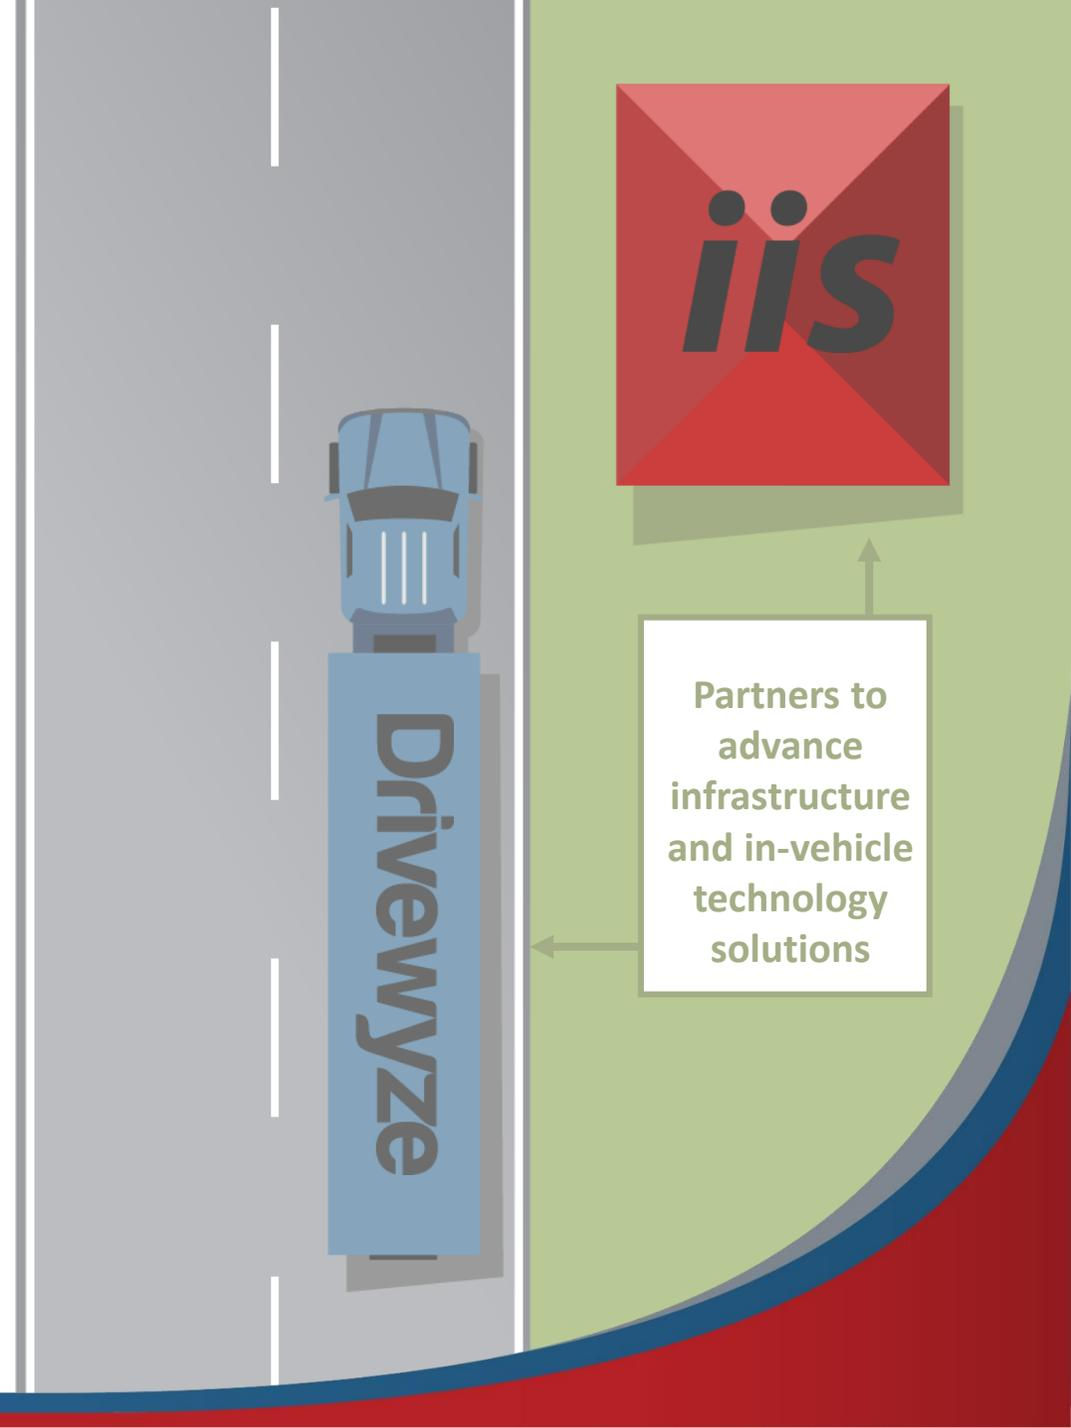 iis
Partners to
advance
infrastructure
and in-vehicle
technology
solutions
Drivewyze